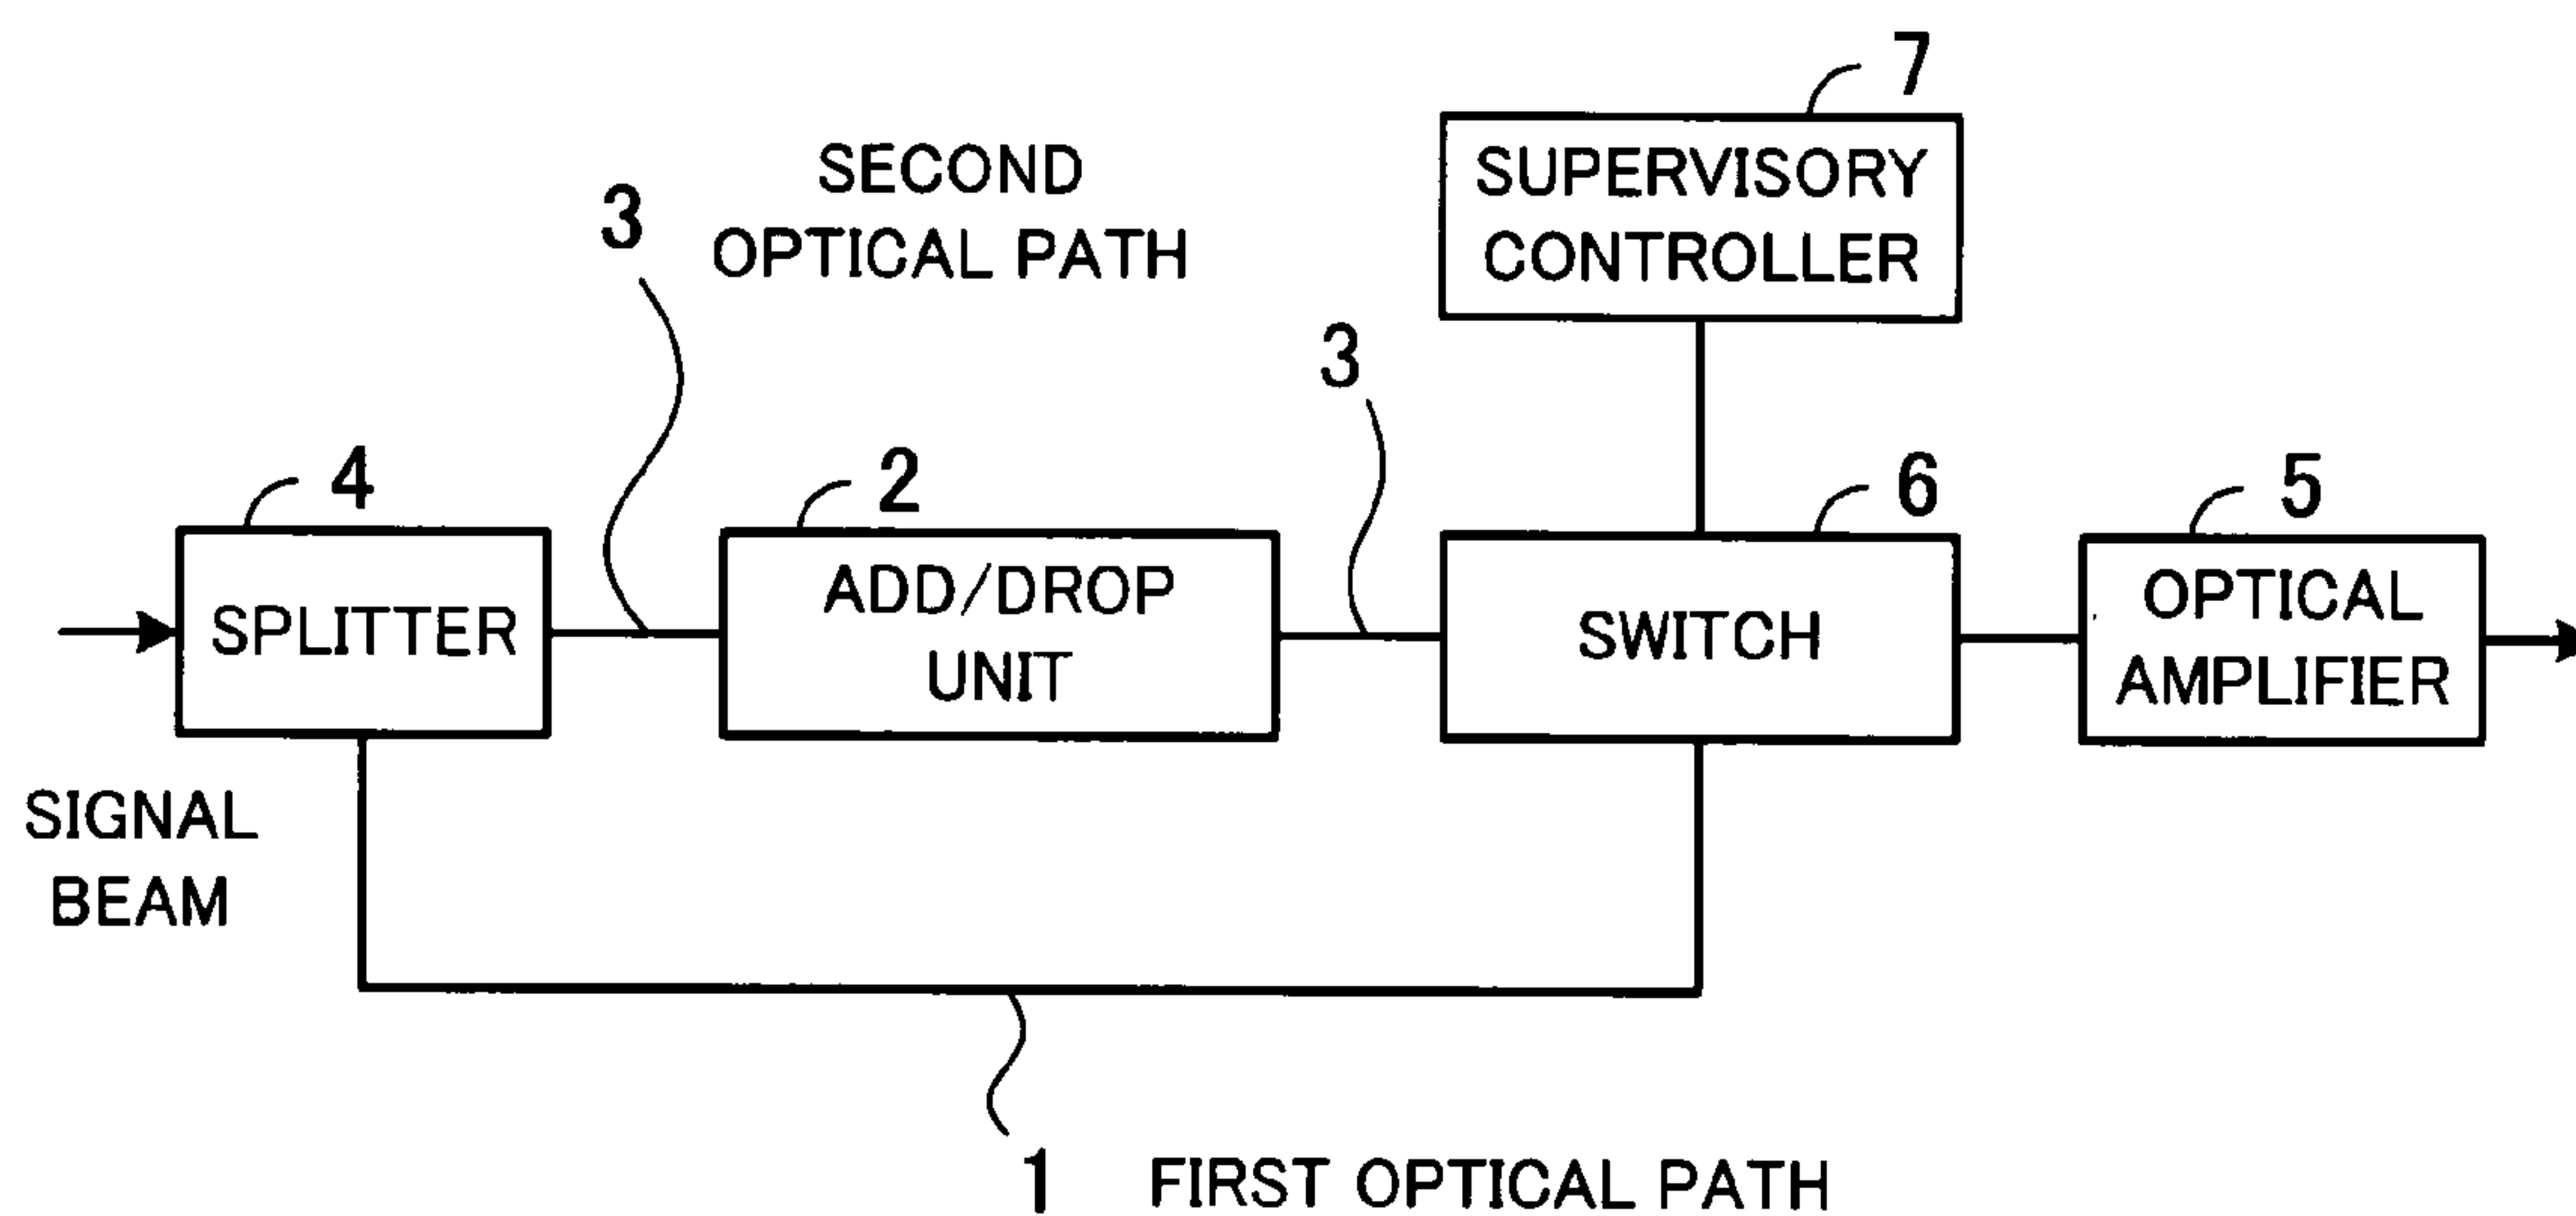 7
SECOND
OPTICAL PATH
3
SUPERVISORY
CONTROLLER
3
4
2
6
5
SPLITTER
ADD/DROP
UNIT
SWITCH
OPTICAL
AMPLIFIER
SIGNAL
BEAM
1
FIRST OPTICAL PATH